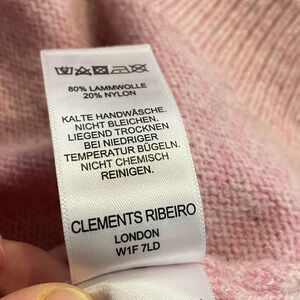 80% LAMMWOLLE
20% NYLON
KALTE HANDWÄSCHE.
NICHT BLEICHEN.
LIEGEND TROCKNEN
BEI NIEDRIGER
TEMPERATUR BÜGELN.
NICHT CHEMISCH
REINIGEN.
CLEMENTS RIBEIRO
LONDON
W1F 7LD